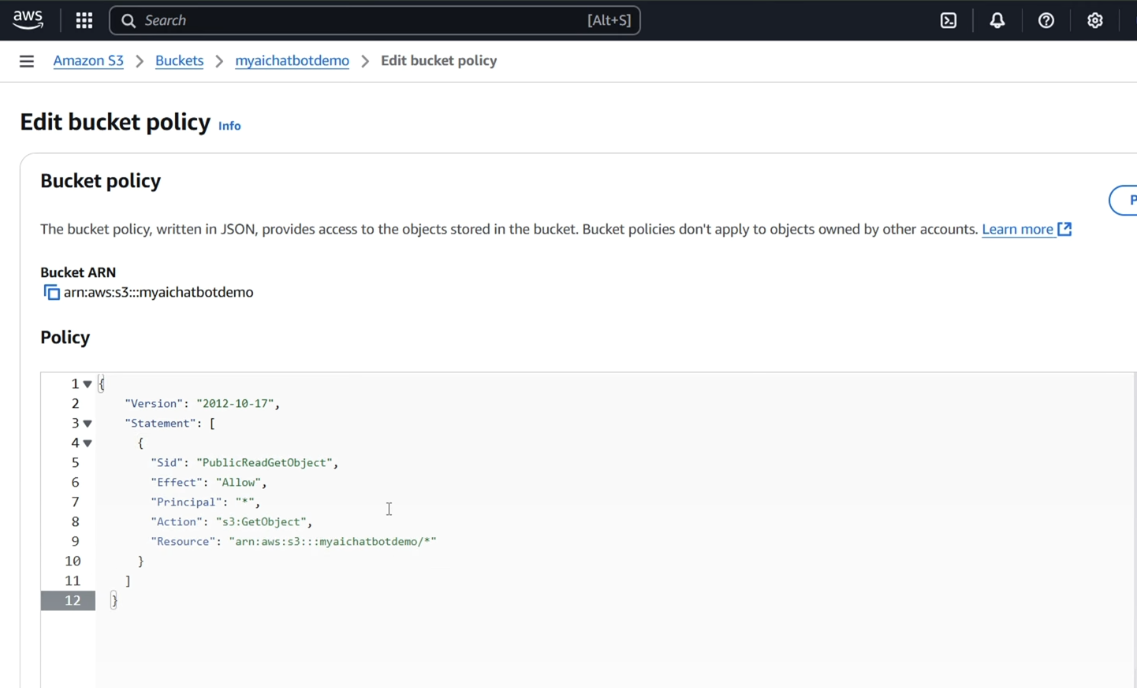 aws
Search [Alt+S]
Amazon S3 > Buckets > myaichatbotdemo > Edit bucket policy
Edit bucket policy Info
Bucket policy
P
The bucket policy, written in JSON, provides access to the objects stored in the bucket. Bucket policies don't apply to objects owned by other accounts. Learn more
Bucket ARN
arn:aws:s3:::myaichatbotdemo
Policy
1 {
2 "Version": "2012-10-17",
3 "Statement": [
4 {
5 "Sid": "PublicReadGetObject",
6 "Effect": "Allow",
7 "Principal": "*",
8 "Action": "s3:GetObject",
9 "Resource": "arn:aws:s3:::myaichatbotdemo/*"
10 }
11 ]
12 }